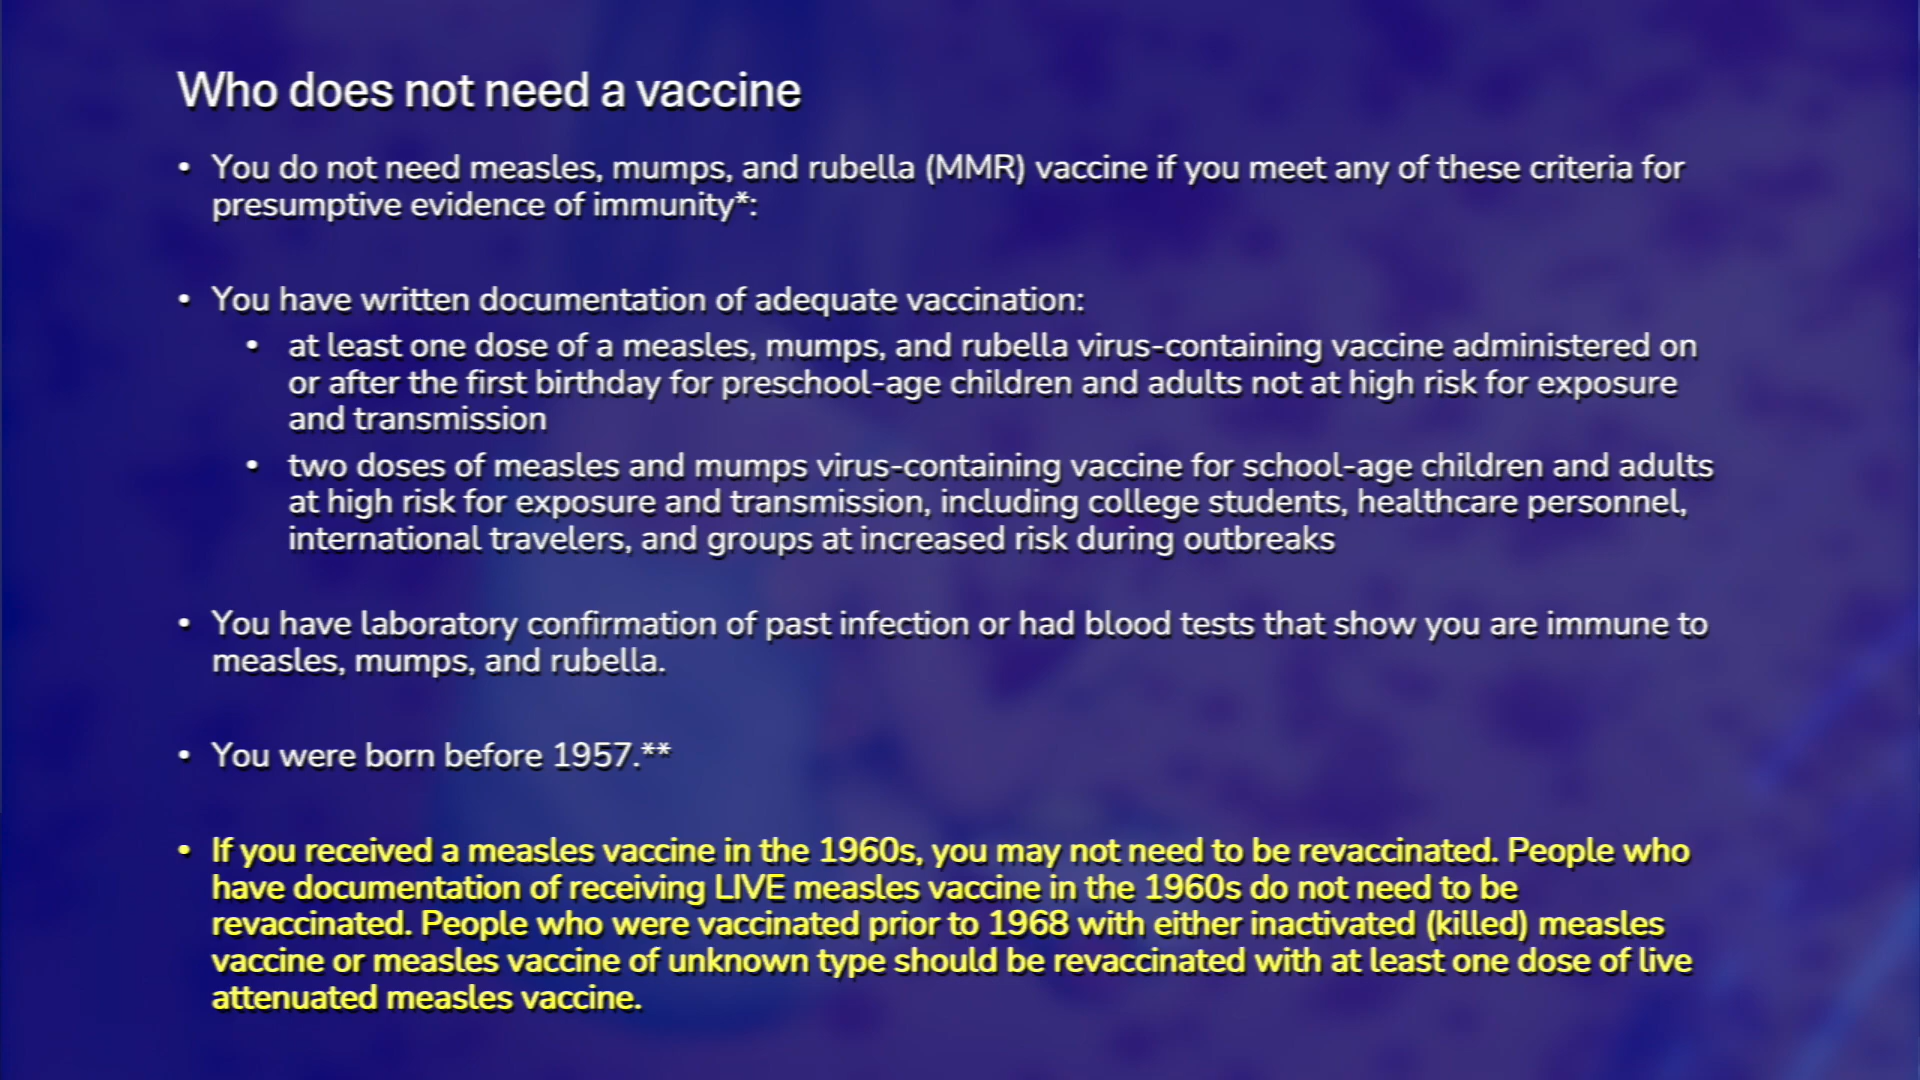 Who does not need a vaccine
• You do not need measles, mumps, and rubella (MMR) vaccine if you meet any of these criteria for
presumptive evidence of immunity*:
• You have written documentation of adequate vaccination:
• at least one dose of a measles, mumps, and rubella virus-containing vaccine administered on
or after the first birthday for preschool-age children and adults not at high risk for exposure
and transmission
• two doses of measles and mumps virus-containing vaccine for school-age children and adults
at high risk for exposure and transmission, including college students, healthcare personnel,
international travelers, and groups at increased risk during outbreaks
• You have laboratory confirmation of past infection or had blood tests that show you are immune to
measles, mumps, and rubella.
• You were born before 1957.**
• If you received a measles vaccine in the 1960s, you may not need to be revaccinated. People who
have documentation of receiving LIVE measles vaccine in the 1960s do not need to be
revaccinated. People who were vaccinated prior to 1968 with either inactivated (killed) measles
vaccine or measles vaccine of unknown type should be revaccinated with at least one dose of live
attenuated measles vaccine.